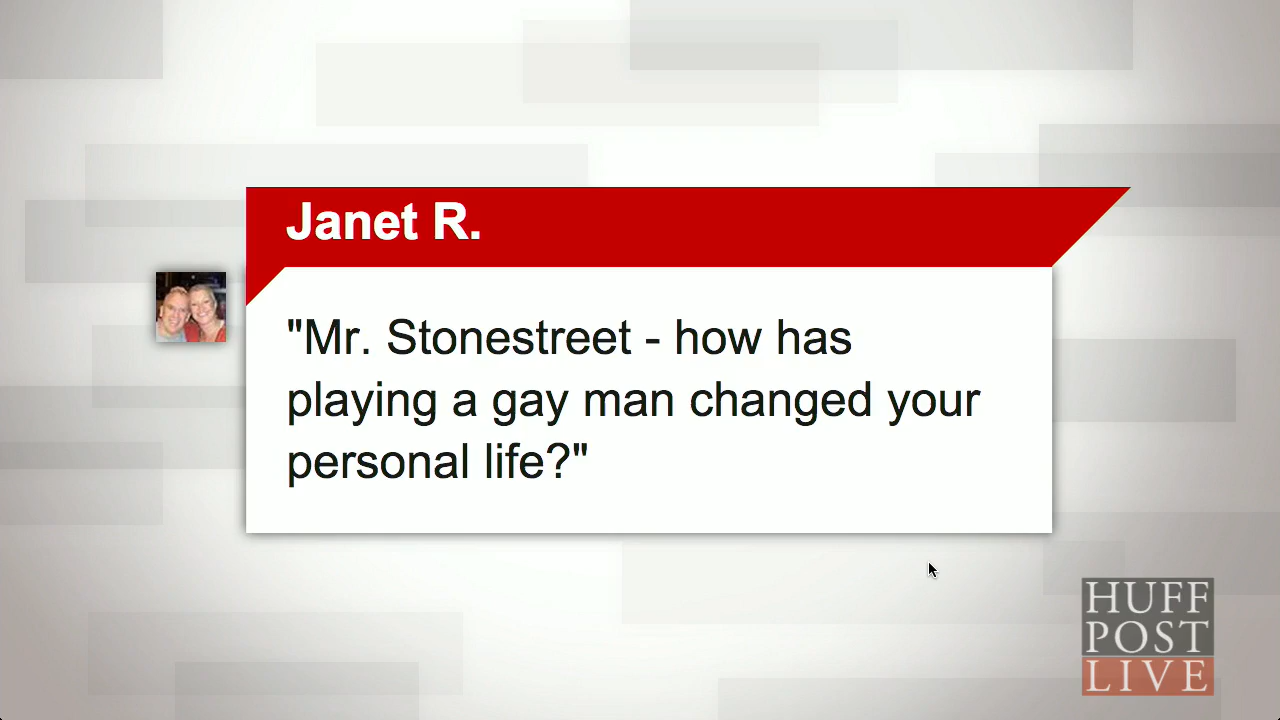 Janet R.
"Mr. Stonestreet - how has
playing a gay man changed your
personal life?"
HUFF
POST
LIVE